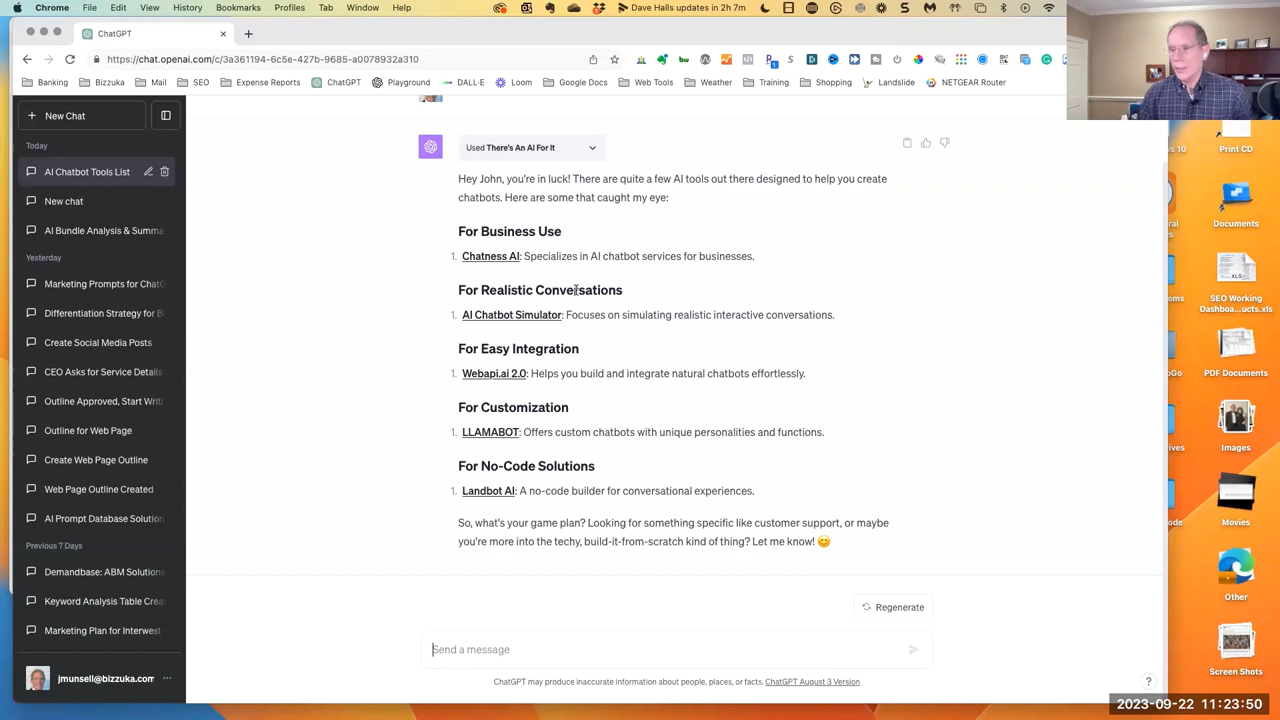 Chrome File Edit View History Bookmarks Profiles Tab Window Help Dave Halls updates in 2h 7m
ChatGPT
https://chat.openai.com/c/3a361194-6c5e-427b-9685-a0078932a310
Banking Bizzuka Mail SEO Expense Reports ChatGPT Playground DALL-E Loom Google Docs Web Tools Weather Training Shopping Landslide NETGEAR Router
New Chat
Today
AI Chatbot Tools List
New chat
AI Bundle Analysis & Summa
Yesterday
Marketing Prompts for ChatG
Differentiation Strategy for B
Create Social Media Posts
CEO Asks for Service Details
Outline Approved, Start Writi
Outline for Web Page
Create Web Page Outline
Web Page Outline Created
AI Prompt Database Solution
Previous 7 Days
Demandbase: ABM Solutions
Keyword Analysis Table Crea
Marketing Plan for Interwest
jmunsell@bizzuka.com
Used There's An AI For It
Hey John, you're in luck! There are quite a few AI tools out there designed to help you create
chatbots. Here are some that caught my eye:
For Business Use
1. Chatness AI: Specializes in AI chatbot services for businesses.
For Realistic Conversations
1. AI Chatbot Simulator: Focuses on simulating realistic interactive conversations.
For Easy Integration
1. Webapi.ai 2.0: Helps you build and integrate natural chatbots effortlessly.
For Customization
1. LLAMABOT: Offers custom chatbots with unique personalities and functions.
For No-Code Solutions
1. Landbot AI: A no-code builder for conversational experiences.
So, what's your game plan? Looking for something specific like customer support, or maybe
you're more into the techy, build-it-from-scratch kind of thing? Let me know! 😊
Regenerate
Send a message
ChatGPT may produce inaccurate information about people, places, or facts. ChatGPT August 3 Version
?
Print CD
Documents
XLS
SEO Working
Dashboa...ucts.xls
PDF Documents
Images
Movies
Other
Screen Shots
2023-09-22 11:23:50